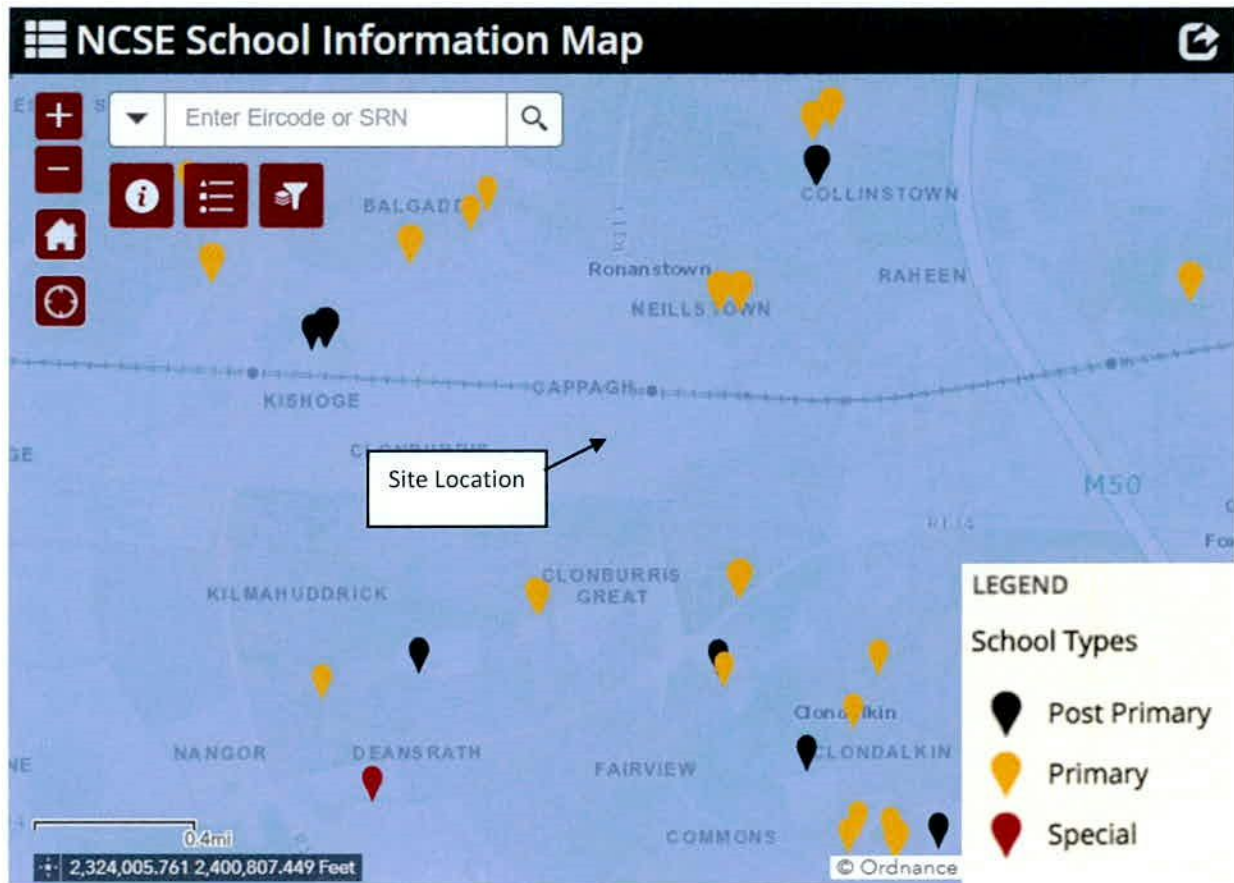 NCSE School Information Map
Enter Eircode or SRN
COLLINSTOWN
Ronanstown
RAHEEN
NEILLSTOWN
CAPPAGH
KISHOGE
Site Location
M50
R134
CLONBURRIS
GREAT
KILMAHUDDRICK
LEGEND
School Types
Post Primary
Clondalkin
NANGOR
DEANSRATH
CLONDALKIN
FAIRVIEW
Primary
0.4mi
COMMONS
Special
2,324,005.761 2,400,807.449 Feet
© Ordnance